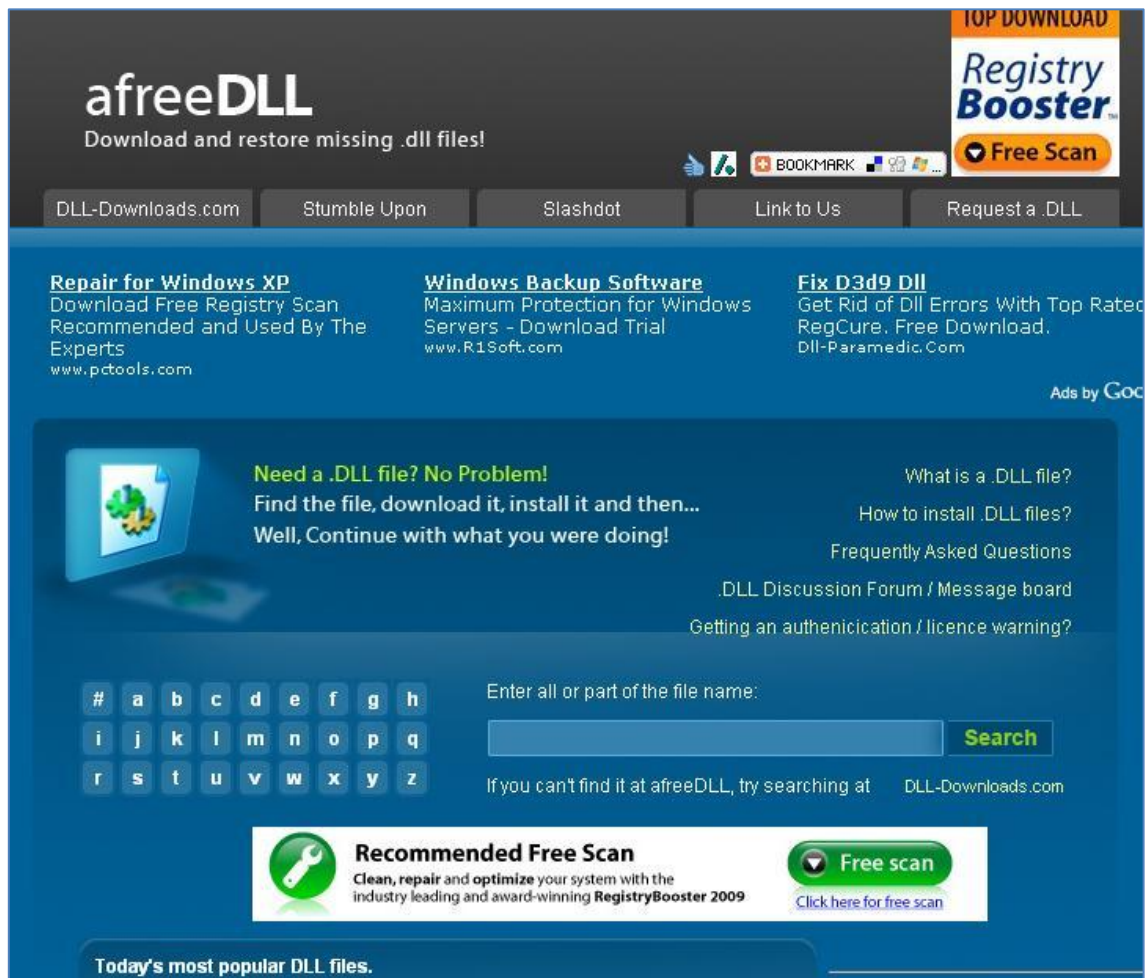 TOP DOWNLOAD
Registry
Booster™
Free Scan
afreeDLL
Download and restore missing .dll files!
BOOKMARK ...
DLL-Downloads.com
Stumble Upon
Slashdot
Link to Us
Request a .DLL
Repair for Windows XP
Download Free Registry Scan
Recommended and Used By The
Experts
www.pctools.com
Windows Backup Software
Maximum Protection for Windows
Servers - Download Trial
www.R1Soft.com
Fix D3d9 Dll
Get Rid of Dll Errors With Top Rated
RegCure. Free Download.
Dll-Paramedic.Com
Ads by Goo
Need a .DLL file? No Problem!
Find the file, download it, install it and then...
Well, Continue with what you were doing!
What is a .DLL file?
How to install .DLL files?
Frequently Asked Questions
.DLL Discussion Forum / Message board
Getting an authenicication / licence warning?
# a b c d e f g h
i j k l m n o p q
r s t u v w x y z
Enter all or part of the file name:
Search
If you can't find it at afreeDLL, try searching at DLL-Downloads.com
Recommended Free Scan
Clean, repair and optimize your system with the
industry leading and award-winning RegistryBooster 2009
Free scan
Click here for free scan
Today's most popular DLL files.